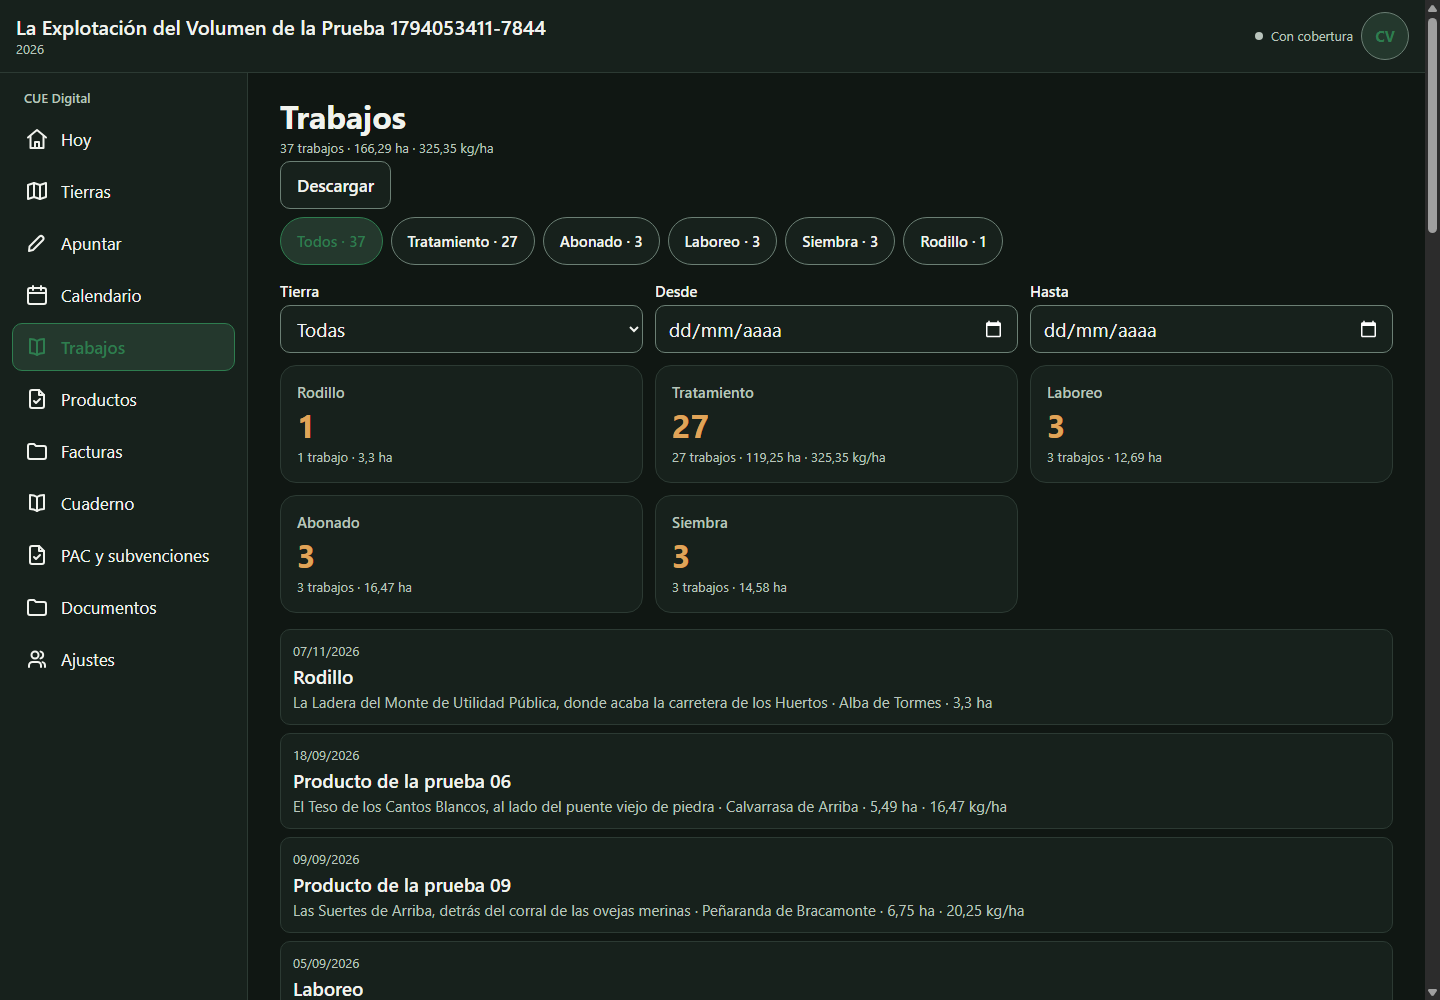 La Explotación del Volumen de la Prueba 1794053411-7844
2026
Con cobertura
CV
CUE Digital
Hoy
Tierras
Apuntar
Calendario
Trabajos
Productos
Facturas
Cuaderno
PAC y subvenciones
Documentos
Ajustes
Trabajos
37 trabajos · 166,29 ha · 325,35 kg/ha
Descargar
Todos · 37
Tratamiento · 27
Abonado · 3
Laboreo · 3
Siembra · 3
Rodillo · 1
Tierra
Todas
Desde
dd/mm/aaaa
Hasta
dd/mm/aaaa
Rodillo
1
1 trabajo · 3,3 ha
Tratamiento
27
27 trabajos · 119,25 ha · 325,35 kg/ha
Laboreo
3
3 trabajos · 12,69 ha
Abonado
3
3 trabajos · 16,47 ha
Siembra
3
3 trabajos · 14,58 ha
07/11/2026
Rodillo
La Ladera del Monte de Utilidad Pública, donde acaba la carretera de los Huertos · Alba de Tormes · 3,3 ha
18/09/2026
Producto de la prueba 06
El Teso de los Cantos Blancos, al lado del puente viejo de piedra · Calvarrasa de Arriba · 5,49 ha · 16,47 kg/ha
09/09/2026
Producto de la prueba 09
Las Suertes de Arriba, detrás del corral de las ovejas merinas · Peñaranda de Bracamonte · 6,75 ha · 20,25 kg/ha
05/09/2026
Laboreo